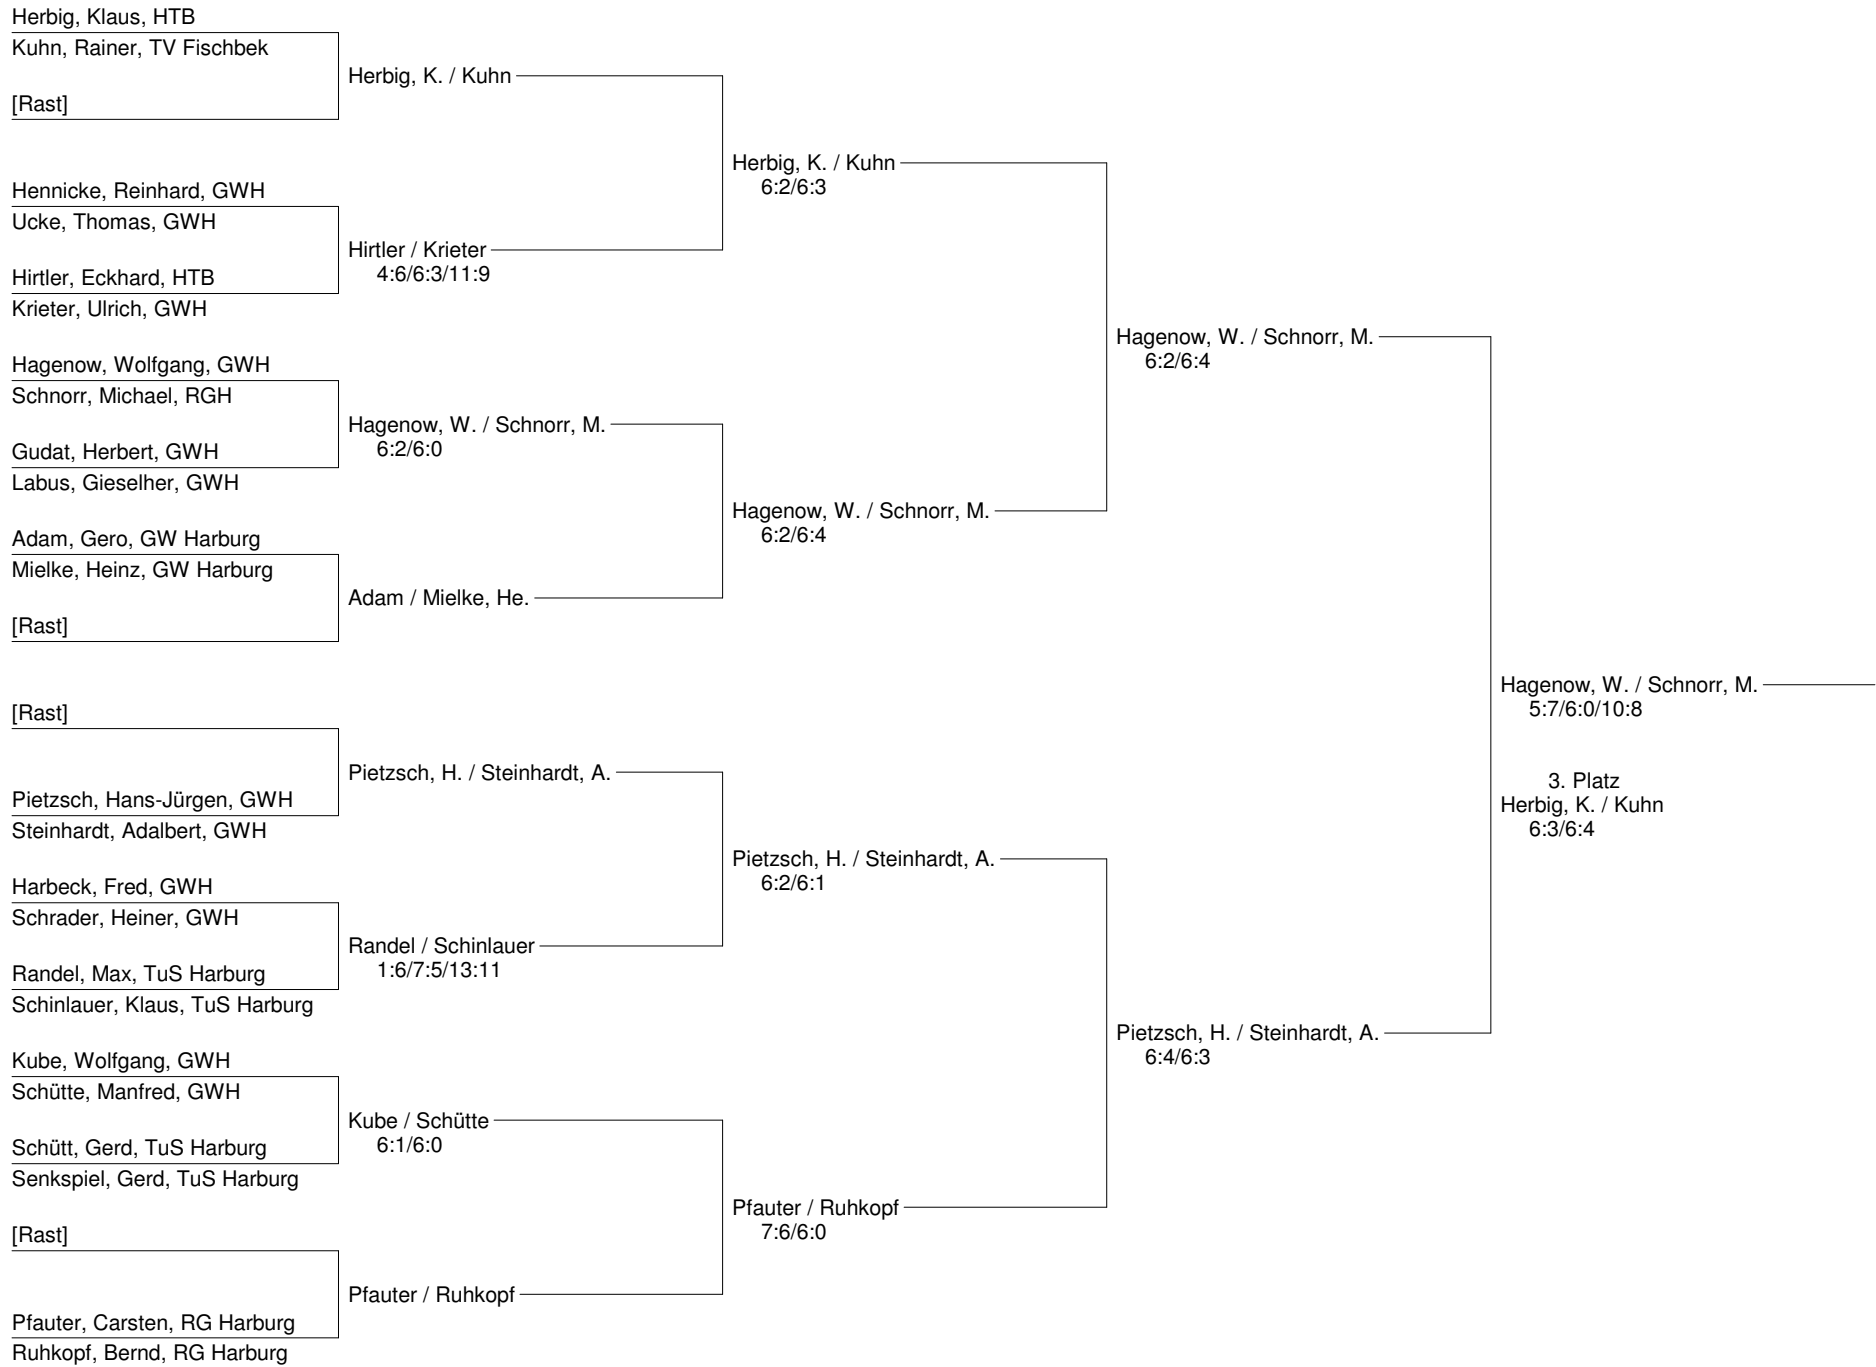 Herbig, Klaus, HTB
Kuhn, Rainer, TV Fischbek
[Rast]
Hennicke, Reinhard, GWH
Ucke, Thomas, GWH
Hirtler, Eckhard, HTB
Krieter, Ulrich, GWH
Hagenow, Wolfgang, GWH
Schnorr, Michael, RGH
Gudat, Herbert, GWH
Labus, Gieselher, GWH
Adam, Gero, GW Harburg
Mielke, Heinz, GW Harburg
[Rast]
[Rast]
Pietzsch, Hans-Jürgen, GWH
Steinhardt, Adalbert, GWH
Harbeck, Fred, GWH
Schrader, Heiner, GWH
Randel, Max, TuS Harburg
Schinlauer, Klaus, TuS Harburg
Kube, Wolfgang, GWH
Schütte, Manfred, GWH
Schütt, Gerd, TuS Harburg
Senkspiel, Gerd, TuS Harburg
[Rast]
Pfauter, Carsten, RG Harburg
Ruhkopf, Bernd, RG Harburg
Herbig, K. / Kuhn
Hirtler / Krieter
4:6/6:3/11:9
Hagenow, W. / Schnorr, M.
6:2/6:0
Adam / Mielke, He.
Pietzsch, H. / Steinhardt, A.
Randel / Schinlauer
1:6/7:5/13:11
Kube / Schütte
6:1/6:0
Pfauter / Ruhkopf
Herbig, K. / Kuhn
6:2/6:3
Hagenow, W. / Schnorr, M.
6:2/6:4
Pietzsch, H. / Steinhardt, A.
6:2/6:1
Pfauter / Ruhkopf
7:6/6:0
Hagenow, W. / Schnorr, M.
6:2/6:4
Pietzsch, H. / Steinhardt, A.
6:4/6:3
Hagenow, W. / Schnorr, M.
5:7/6:0/10:8
3. Platz
Herbig, K. / Kuhn
6:3/6:4